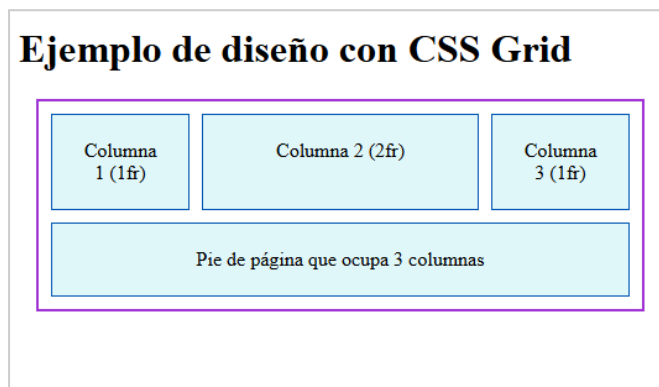 Ejemplo de diseño con CSS Grid
Columna
1 (1fr)
Columna 2 (2fr)
Columna
3 (1fr)
Pie de página que ocupa 3 columnas